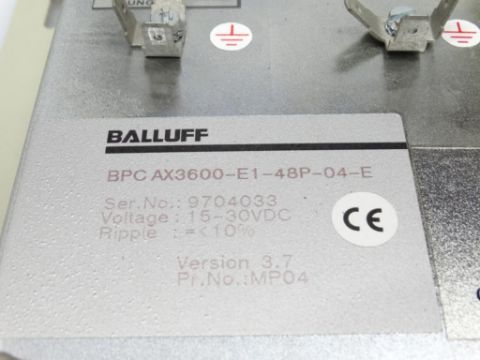 BALLUFF
BPC AX3600-E1-48P-04-E
Ser.No.: 9704033
Voltage : 15-30VDC
Ripple : =<10%
CE
Version 3.7
Pr.No.:MP04